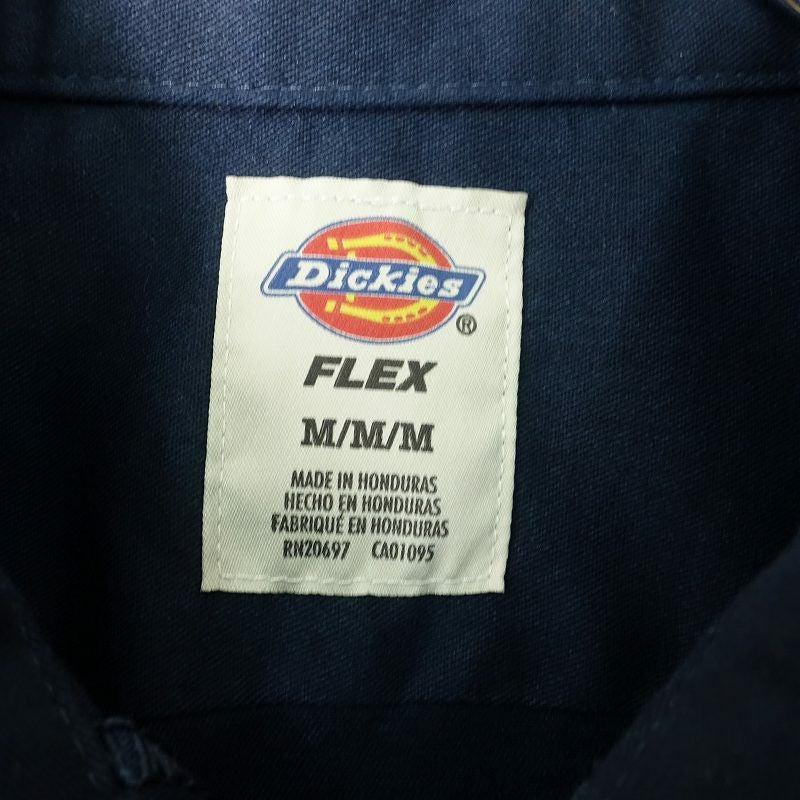 Dickies
®
FLEX
M/M/M
MADE IN HONDURAS
HECHO EN HONDURAS
FABRIQUÉ EN HONDURAS
RN20697 CA01095